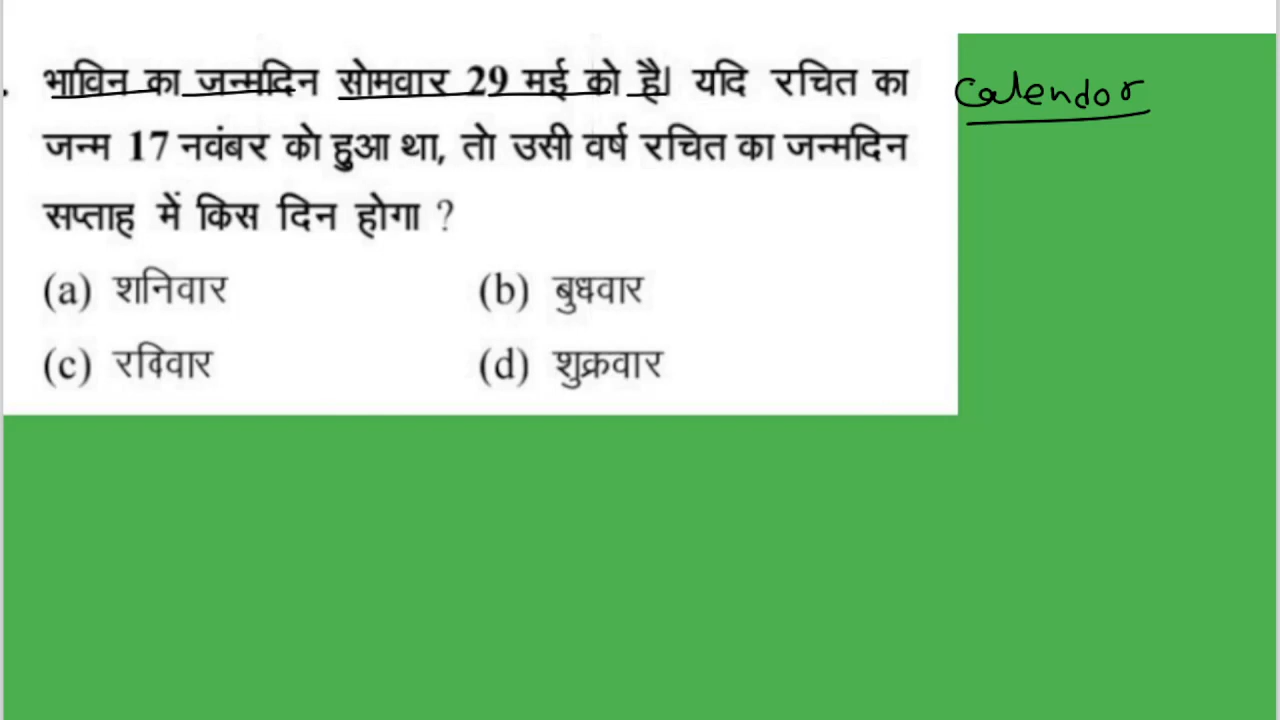 . भाविन का जन्मदिन सोमवार 29 मई को है। यदि रचित का
जन्म 17 नवंबर को हुआ था, तो उसी वर्ष रचित का जन्मदिन
सप्ताह में किस दिन होगा ?
(a) शनिवार (b) बुधवार
(c) रविवार (d) शुक्रवार
Calendor